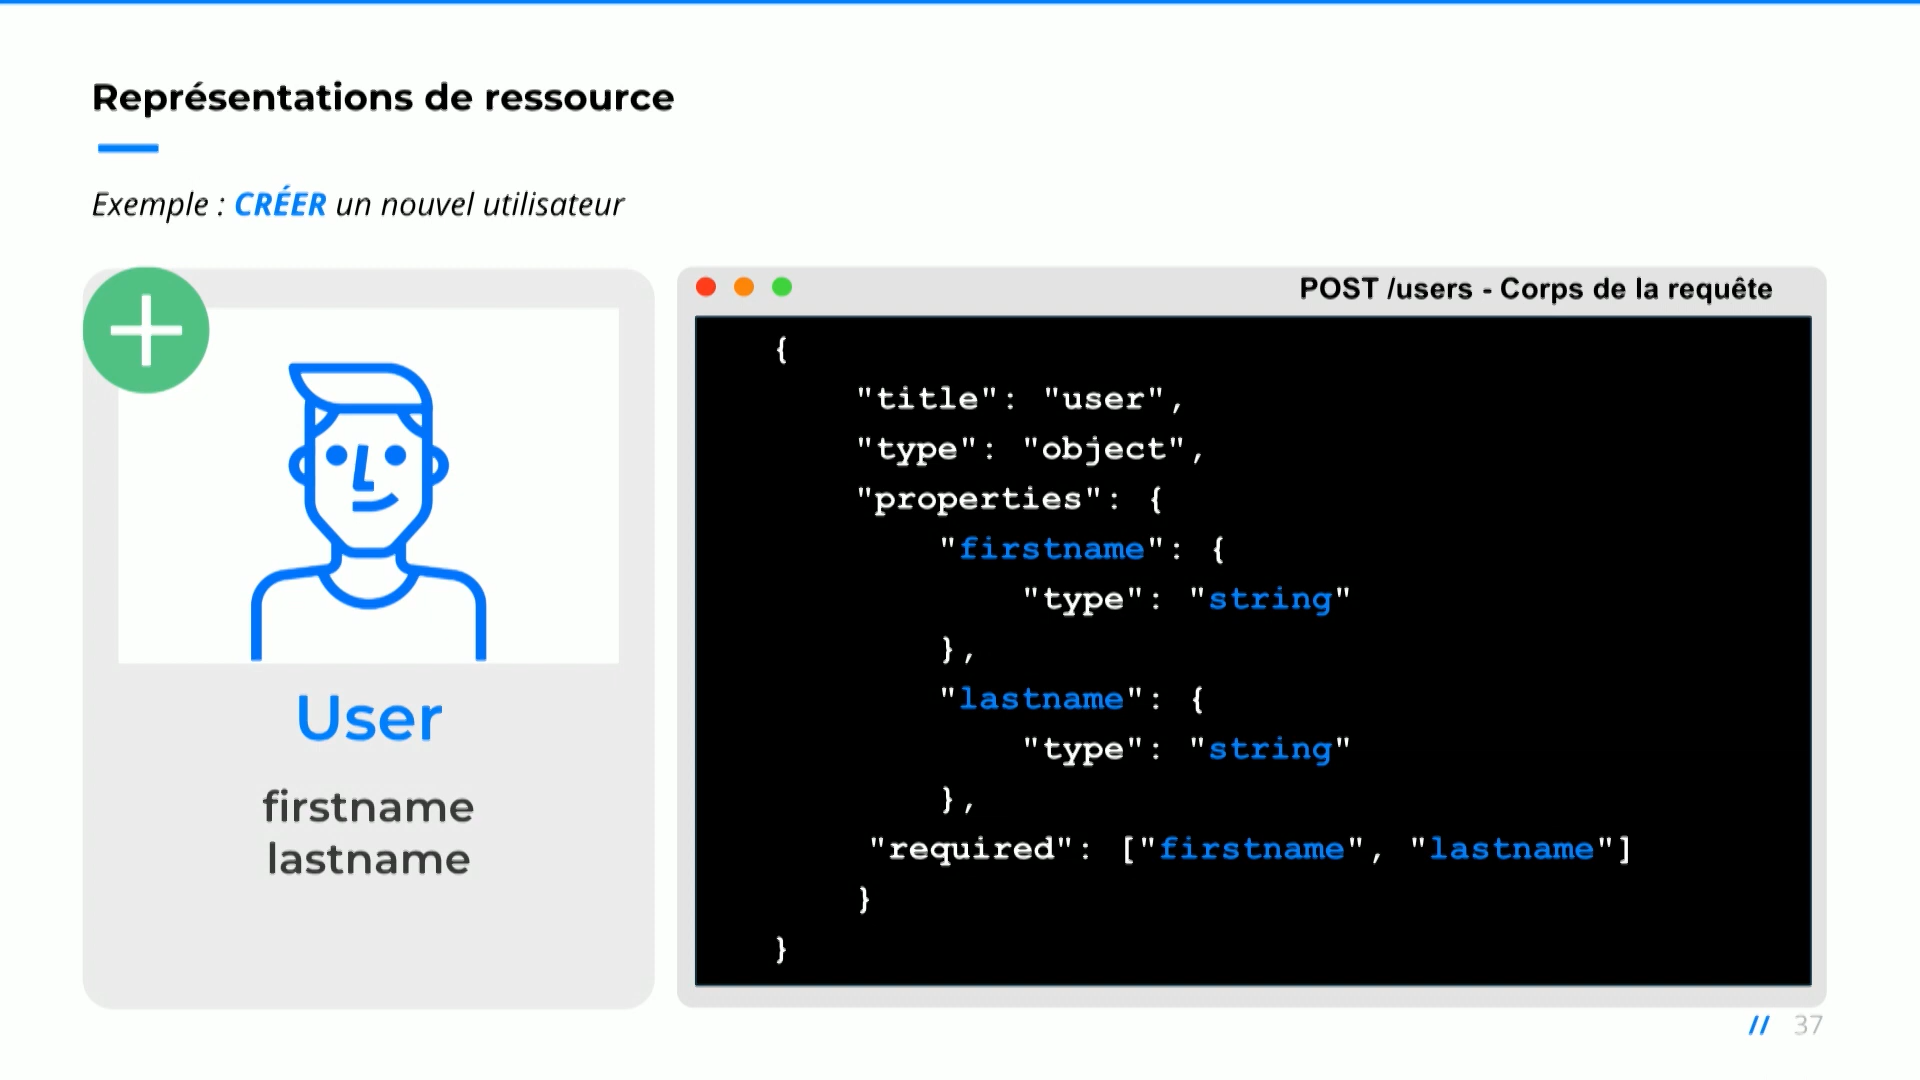 Représentations de ressource
Exemple : CRÉER un nouvel utilisateur
User
firstname
lastname
POST /users - Corps de la requête
{
"title": "user",
"type": "object",
"properties": {
"firstname": {
"type": "string"
},
"lastname": {
"type": "string"
},
"required": ["firstname", "lastname"]
}
}
// 37